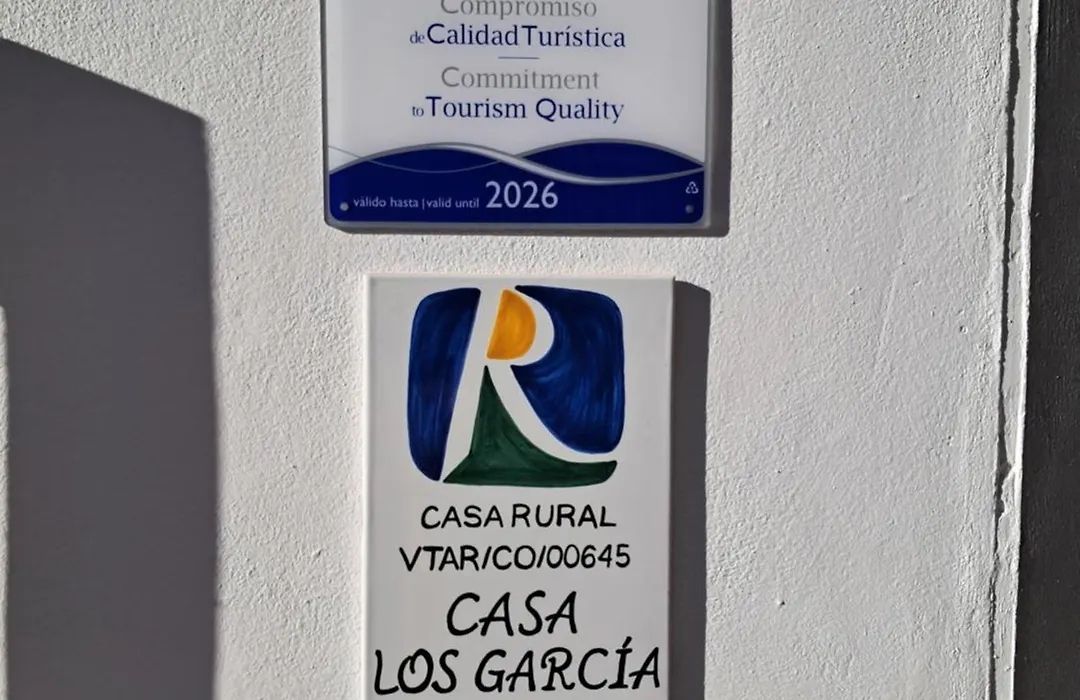 Compromiso
de Calidad Turística
Commitment
to Tourism Quality
válido hasta | valid until 2026
R
CASA RURAL
VTAR/CO/00645
CASA
LOS GARCÍA